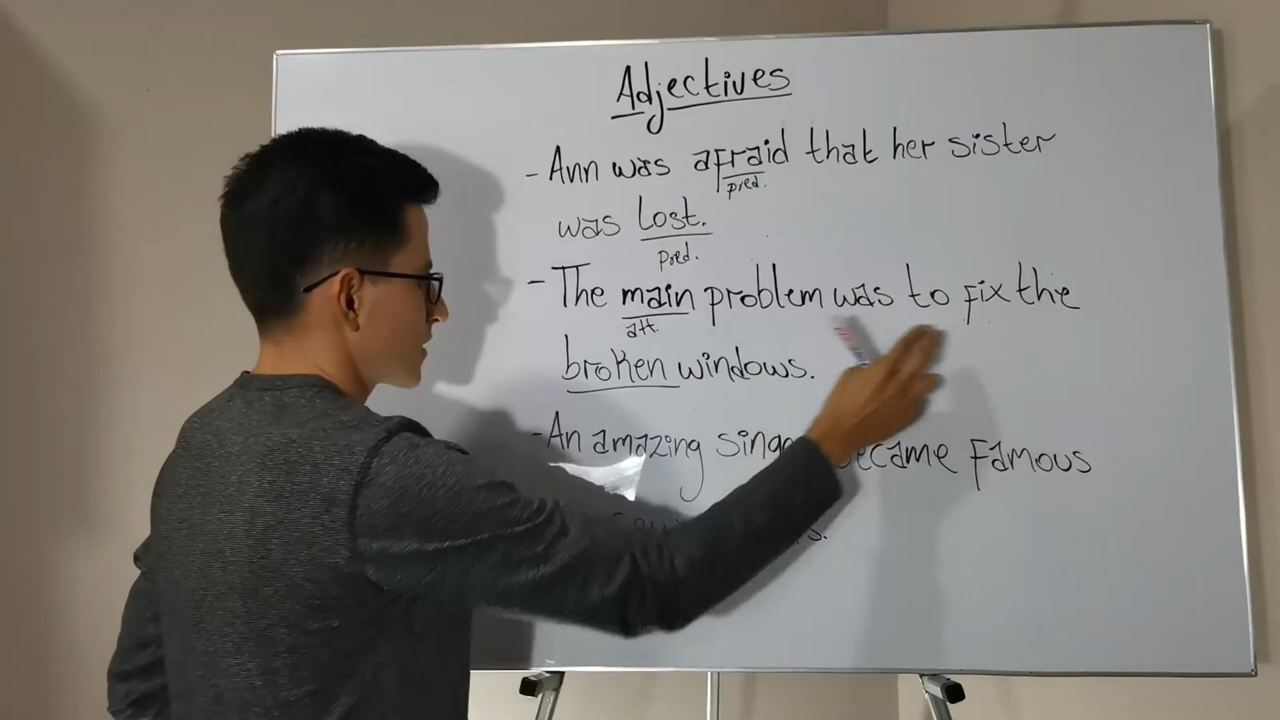 Adjectives
- Ann was afraid that her sister
pred.
was lost.
pred.
- The main problem was to fix the
att.
broken windows.
- An amazing became Famous